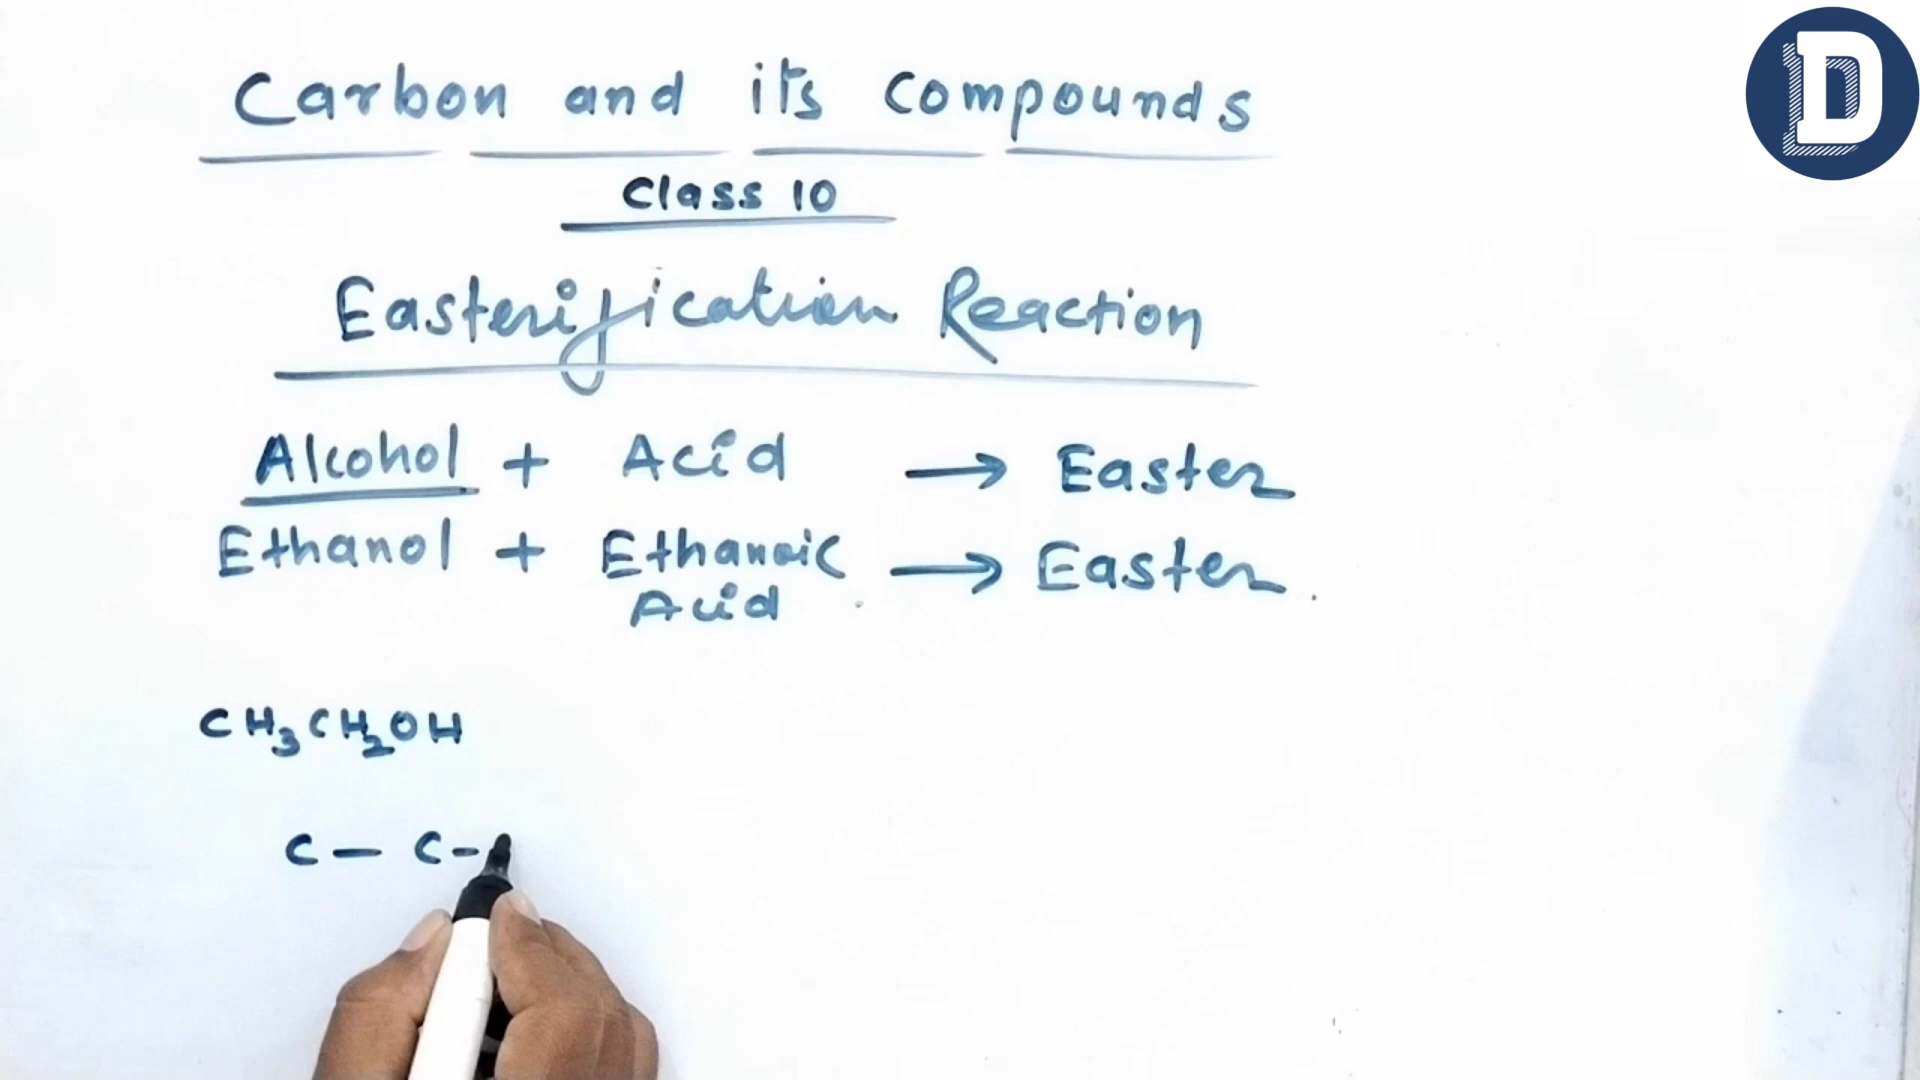 D
Carbon and its compounds
Class 10
Easterification Reaction
Alcohol + Acid → Easter
Ethanol + Ethanoic Acid → Easter
CH3CH2OH
C — C -